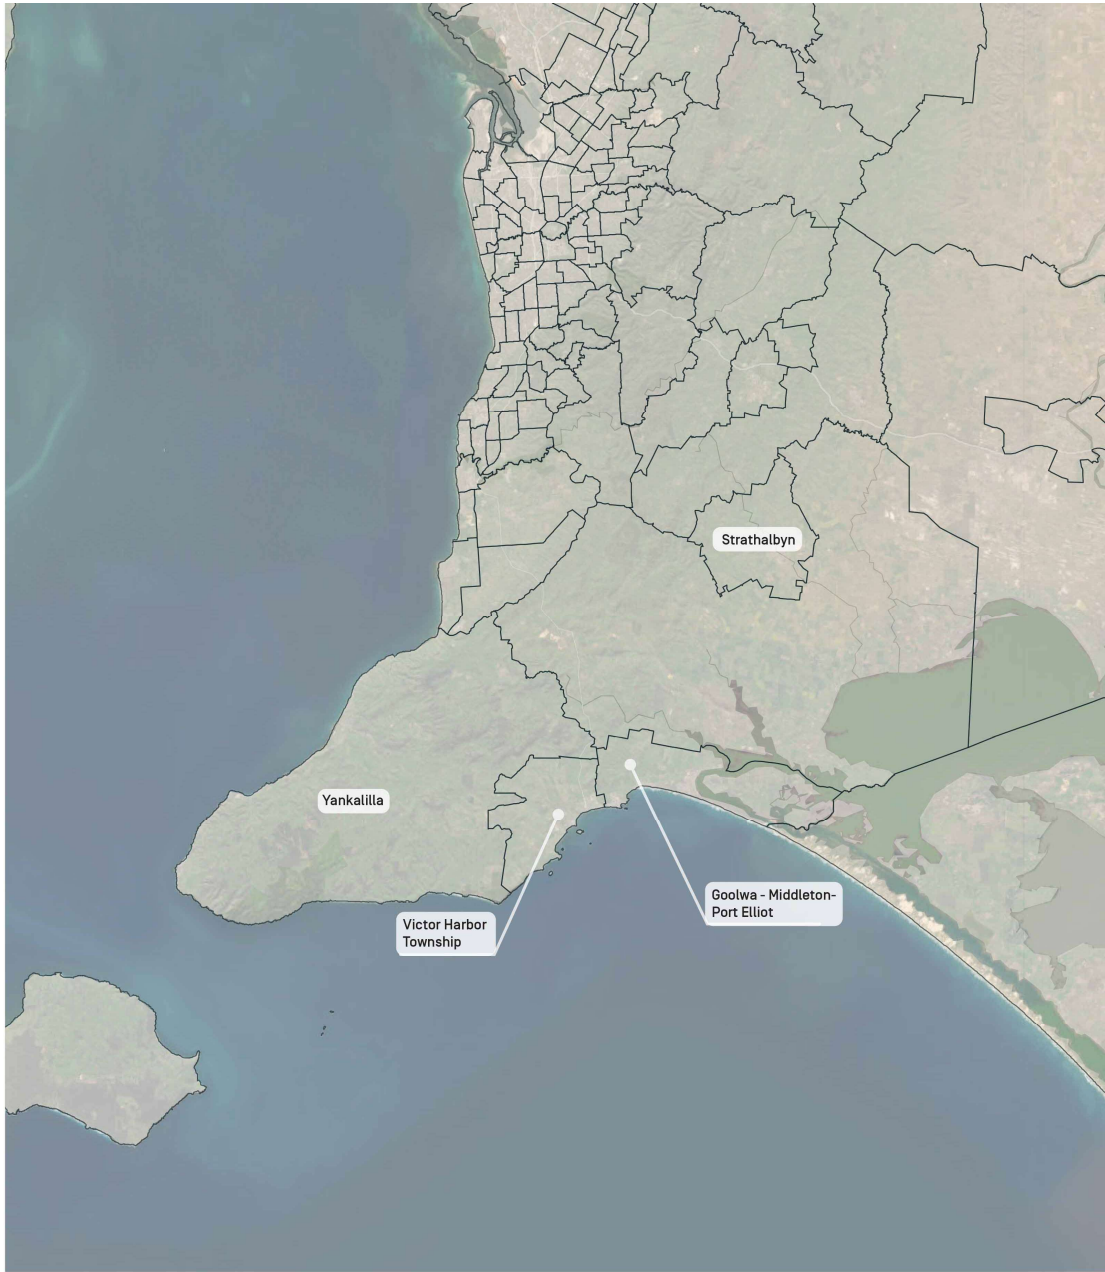 Strathalbyn
Yankalilla
Goolwa - Middleton-
Port Elliot
Victor Harbor
Township